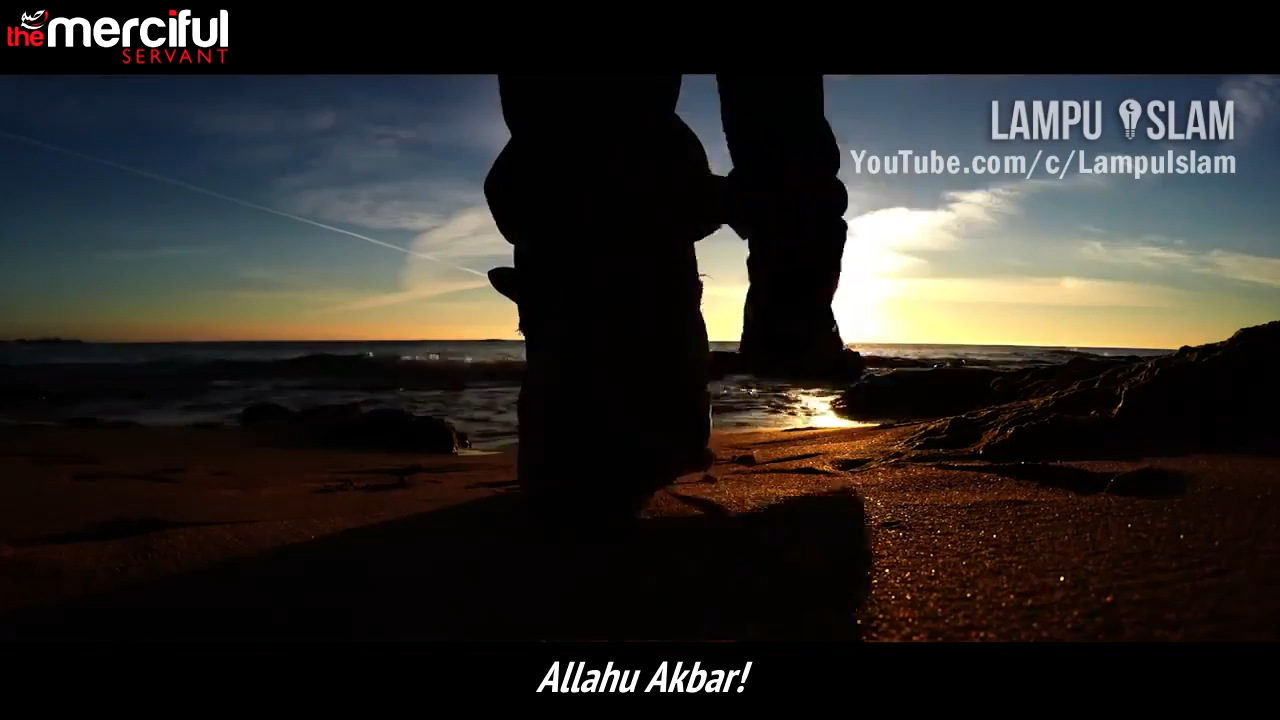 the merciful
SERVANT
LAMPU ISLAM
YouTube.com/c/LampuIslam
Allahu Akbar!